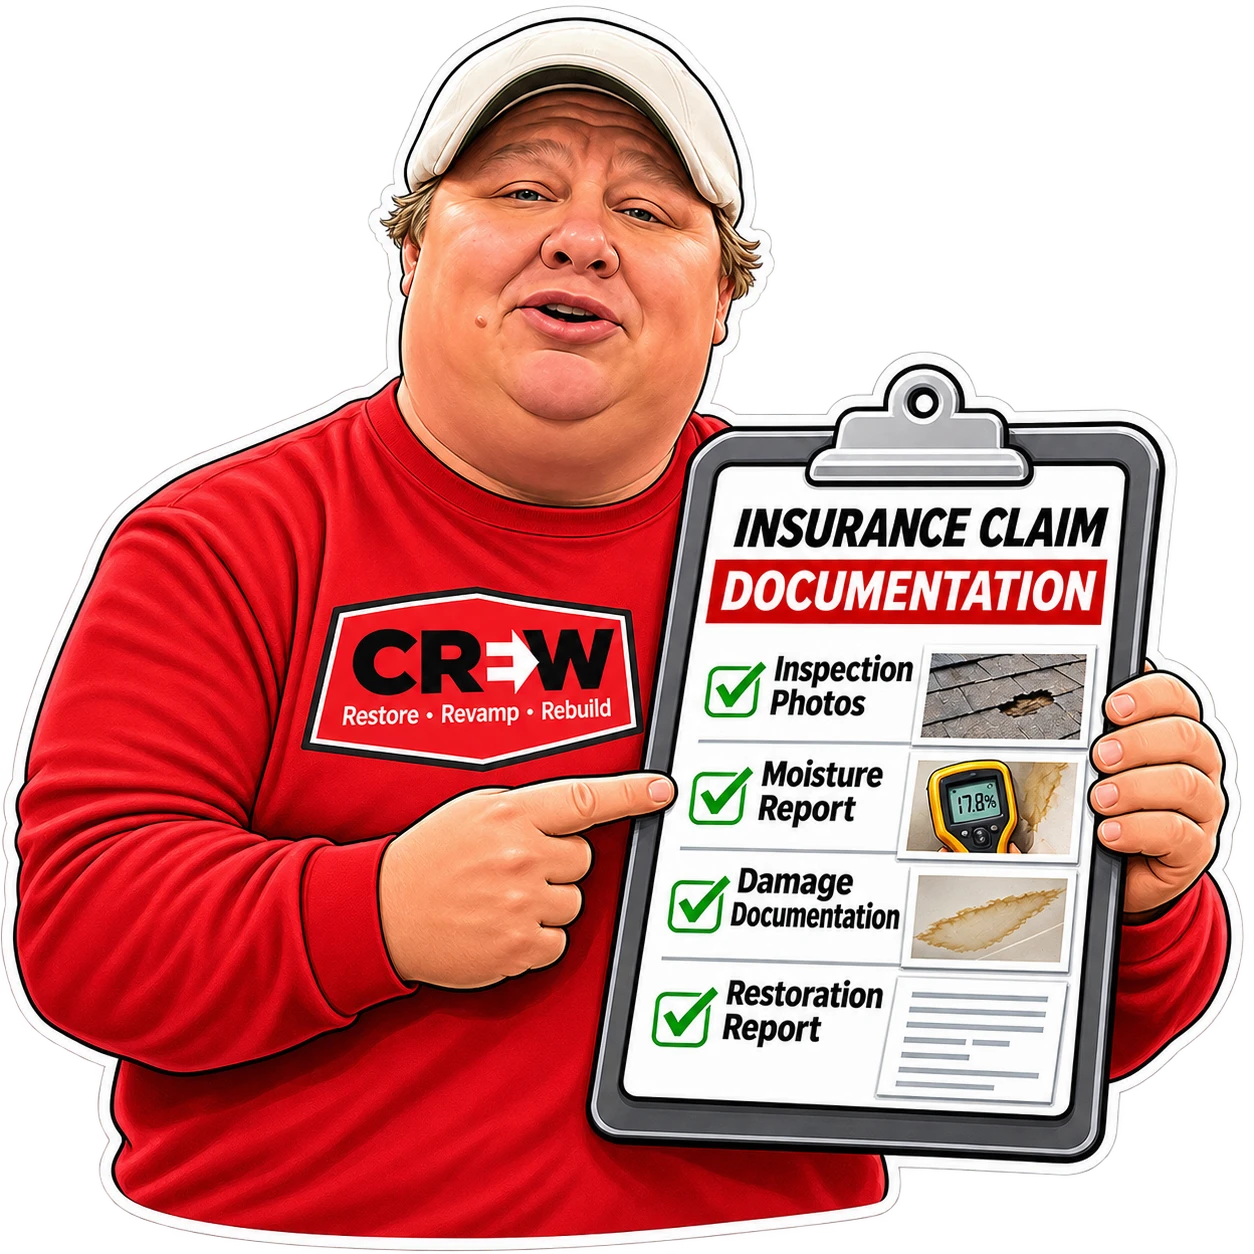 CREW
Restore • Revamp • Rebuild
INSURANCE CLAIM
DOCUMENTATION
Inspection
Photos
Moisture
Report
17.8%
Damage
Documentation
Restoration
Report